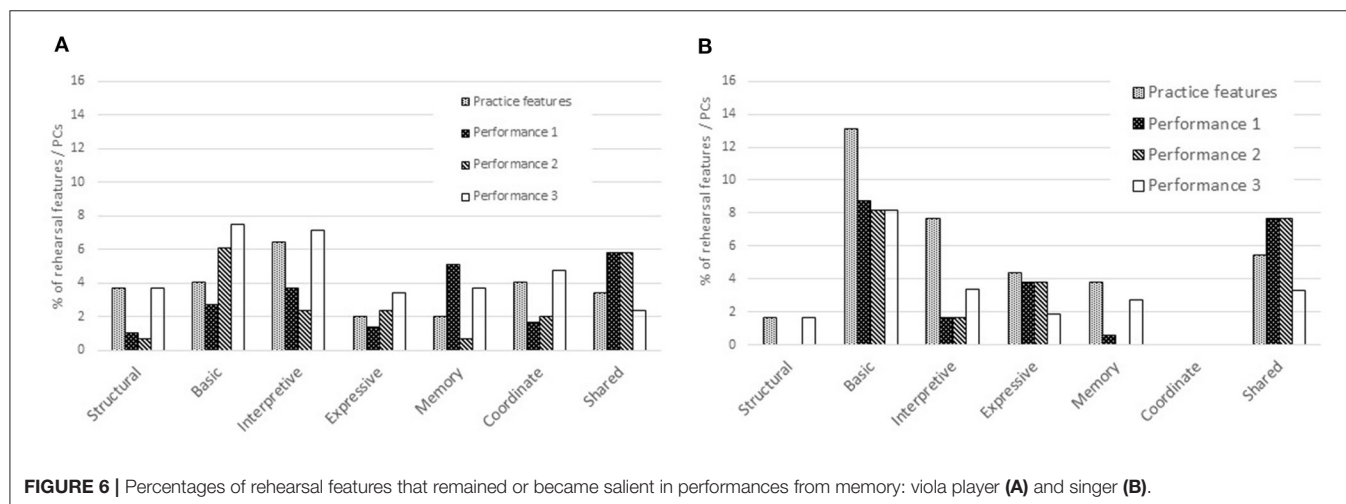 A
% of rehearsal features / PCs
16
14
12
10
8
6
4
2
0
Practice features
Performance 1
Performance 2
Performance 3
Structural
Basic
Interpretive
Expressive
Memory
Coordinate
Shared
B
% of rehearsal features / PCs
16
14
12
10
8
6
4
2
0
Practice features
Performance 1
Performance 2
Performance 3
Structural
Basic
Interpretive
Expressive
Memory
Coordinate
Shared
FIGURE 6 | Percentages of rehearsal features that remained or became salient in performances from memory: viola player (A) and singer (B).